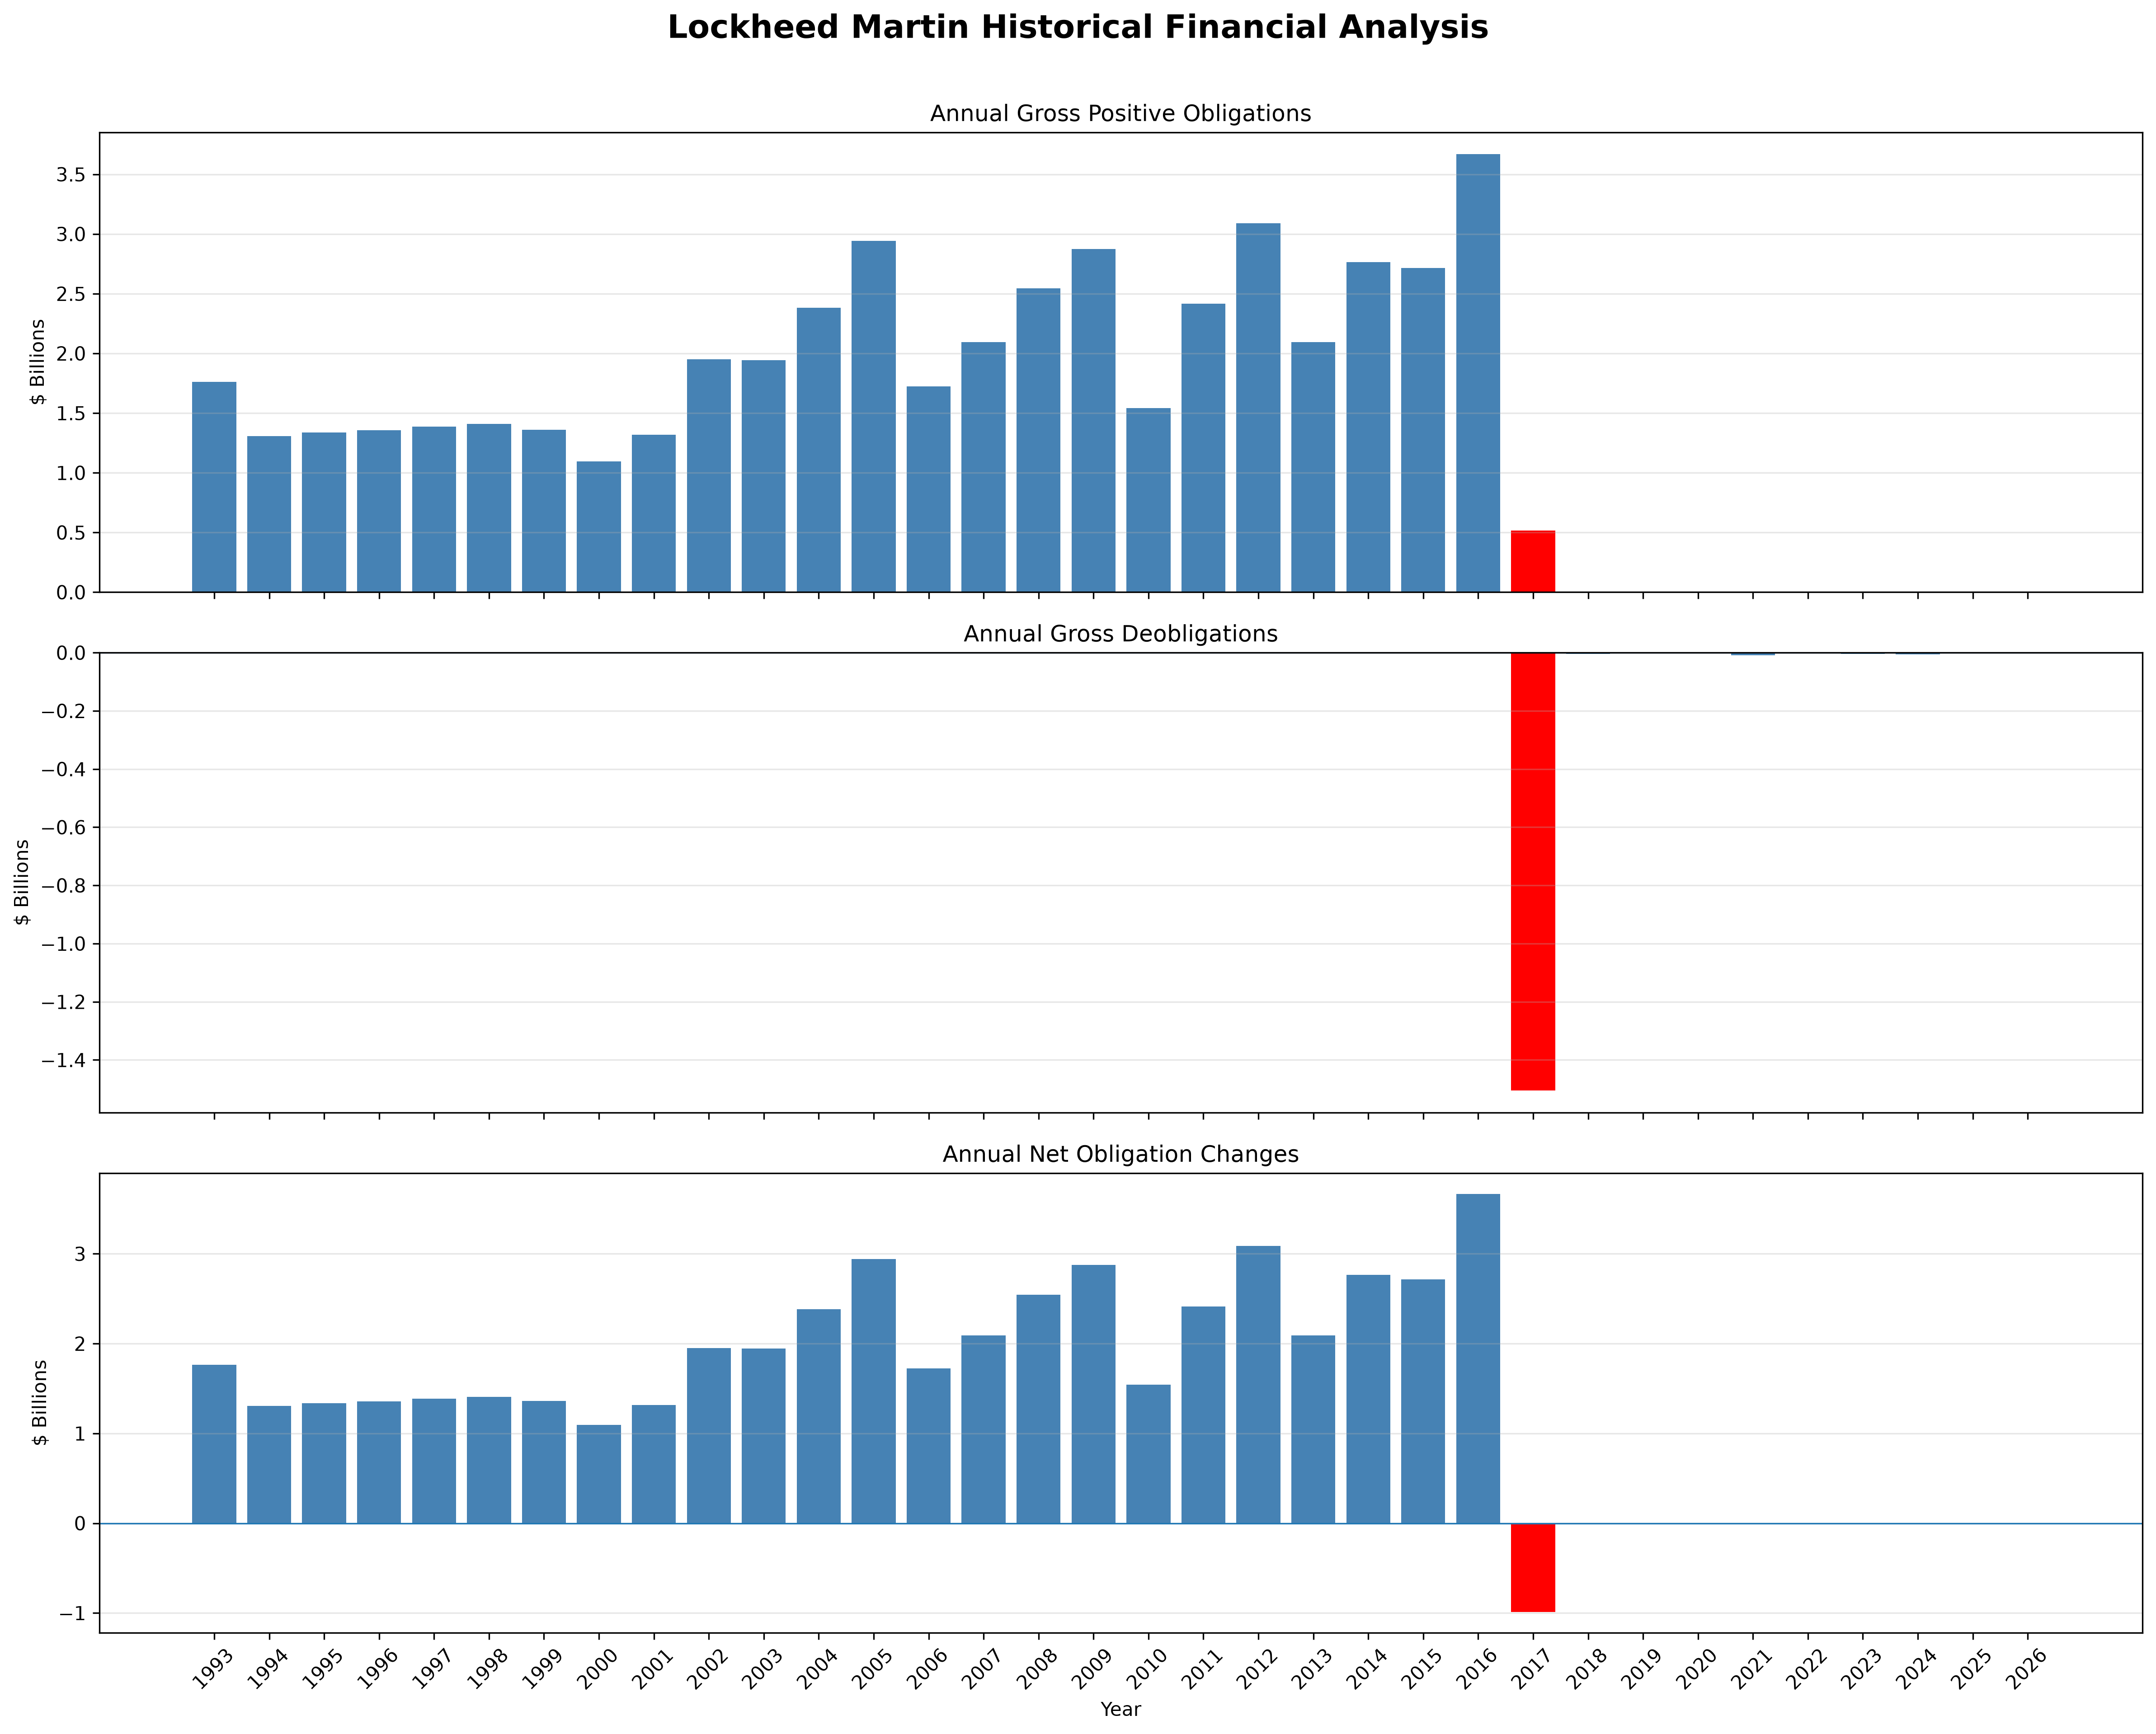 Lockheed Martin Historical Financial Analysis
Annual Gross Positive Obligations
$ Billions
3.5
3.0
2.5
2.0
1.5
1.0
0.5
0.0
Annual Gross Deobligations
$ Billions
0.0
−0.2
−0.4
−0.6
−0.8
−1.0
−1.2
−1.4
Annual Net Obligation Changes
$ Billions
3
2
1
0
−1
1993 1994 1995 1996 1997 1998 1999 2000 2001 2002 2003 2004 2005 2006 2007 2008 2009 2010 2011 2012 2013 2014 2015 2016 2017 2018 2019 2020 2021 2022 2023 2024 2025 2026
Year